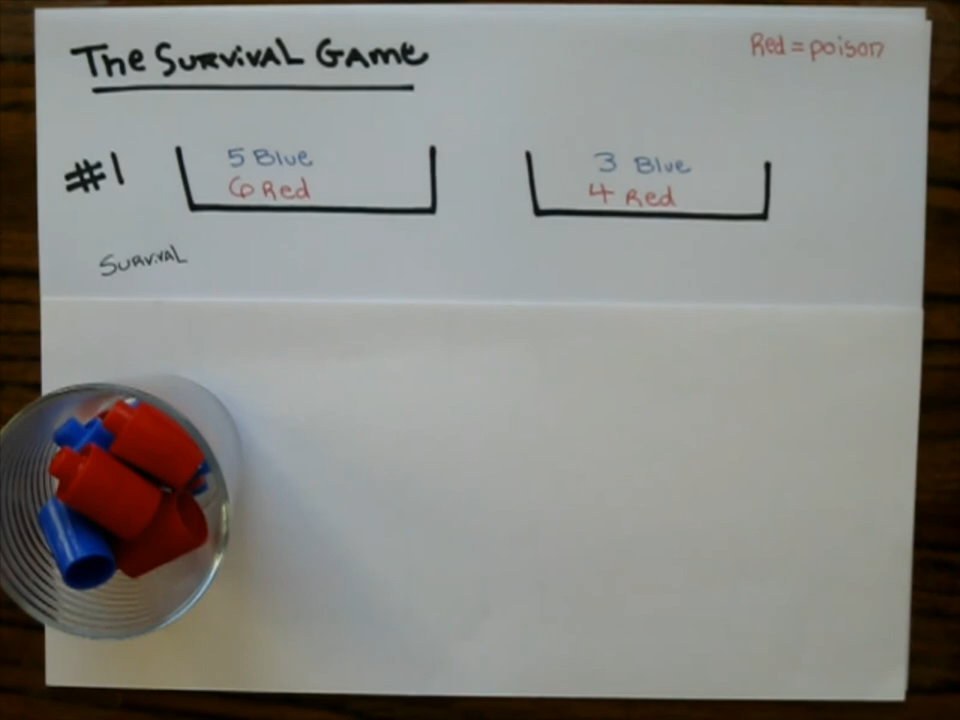 The Survival Game
Red = poison
#1
5 Blue
6 Red
3 Blue
4 Red
Survival